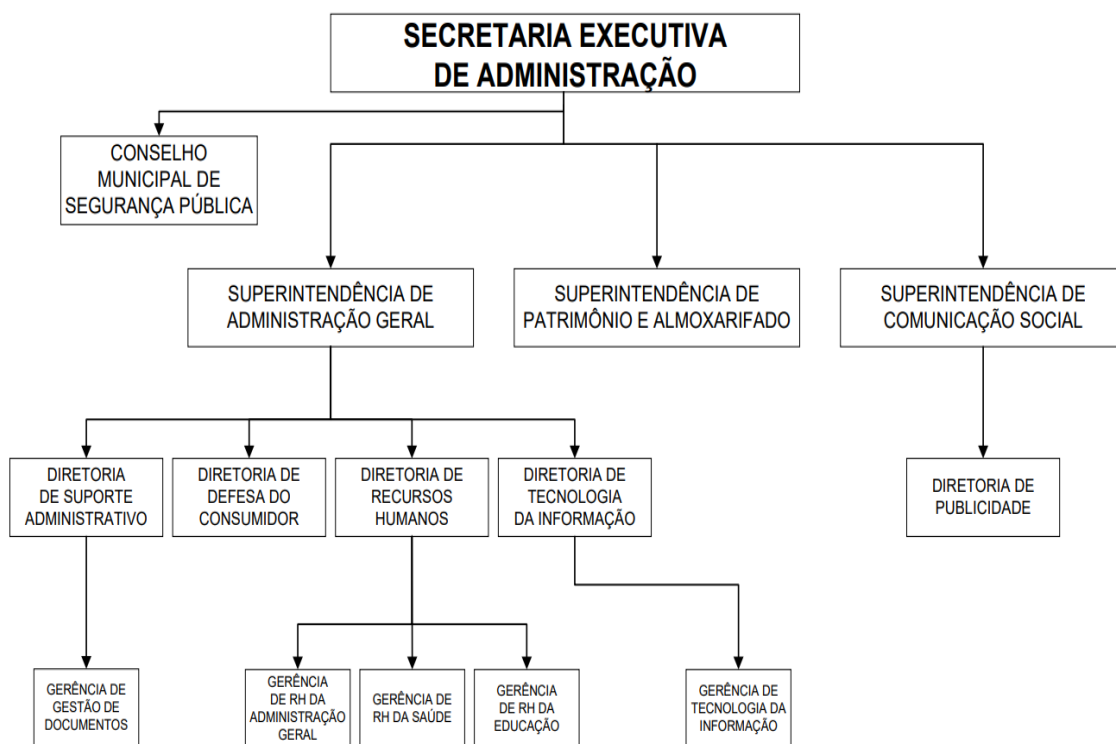 SECRETARIA EXECUTIVA
DE ADMINISTRAÇÃO
CONSELHO
MUNICIPAL DE
SEGURANÇA PÚBLICA
SUPERINTENDÊNCIA DE
ADMINISTRAÇÃO GERAL
SUPERINTENDÊNCIA DE
PATRIMÔNIO E ALMOXARIFADO
SUPERINTENDÊNCIA DE
COMUNICAÇÃO SOCIAL
DIRETORIA
DE SUPORTE
ADMINISTRATIVO
DIRETORIA DE
DEFESA DO
CONSUMIDOR
DIRETORIA DE
RECURSOS
HUMANOS
DIRETORIA DE
TECNOLOGIA
DA INFORMAÇÃO
DIRETORIA DE
PUBLICIDADE
GERÊNCIA DE
GESTÃO DE
DOCUMENTOS
GERÊNCIA
DE RH DA
ADMINISTRAÇÃO
GERAL
GERÊNCIA DE
RH DA SAÚDE
GERÊNCIA
DE RH DA
EDUCAÇÃO
GERÊNCIA DE
TECNOLOGIA DA
INFORMAÇÃO